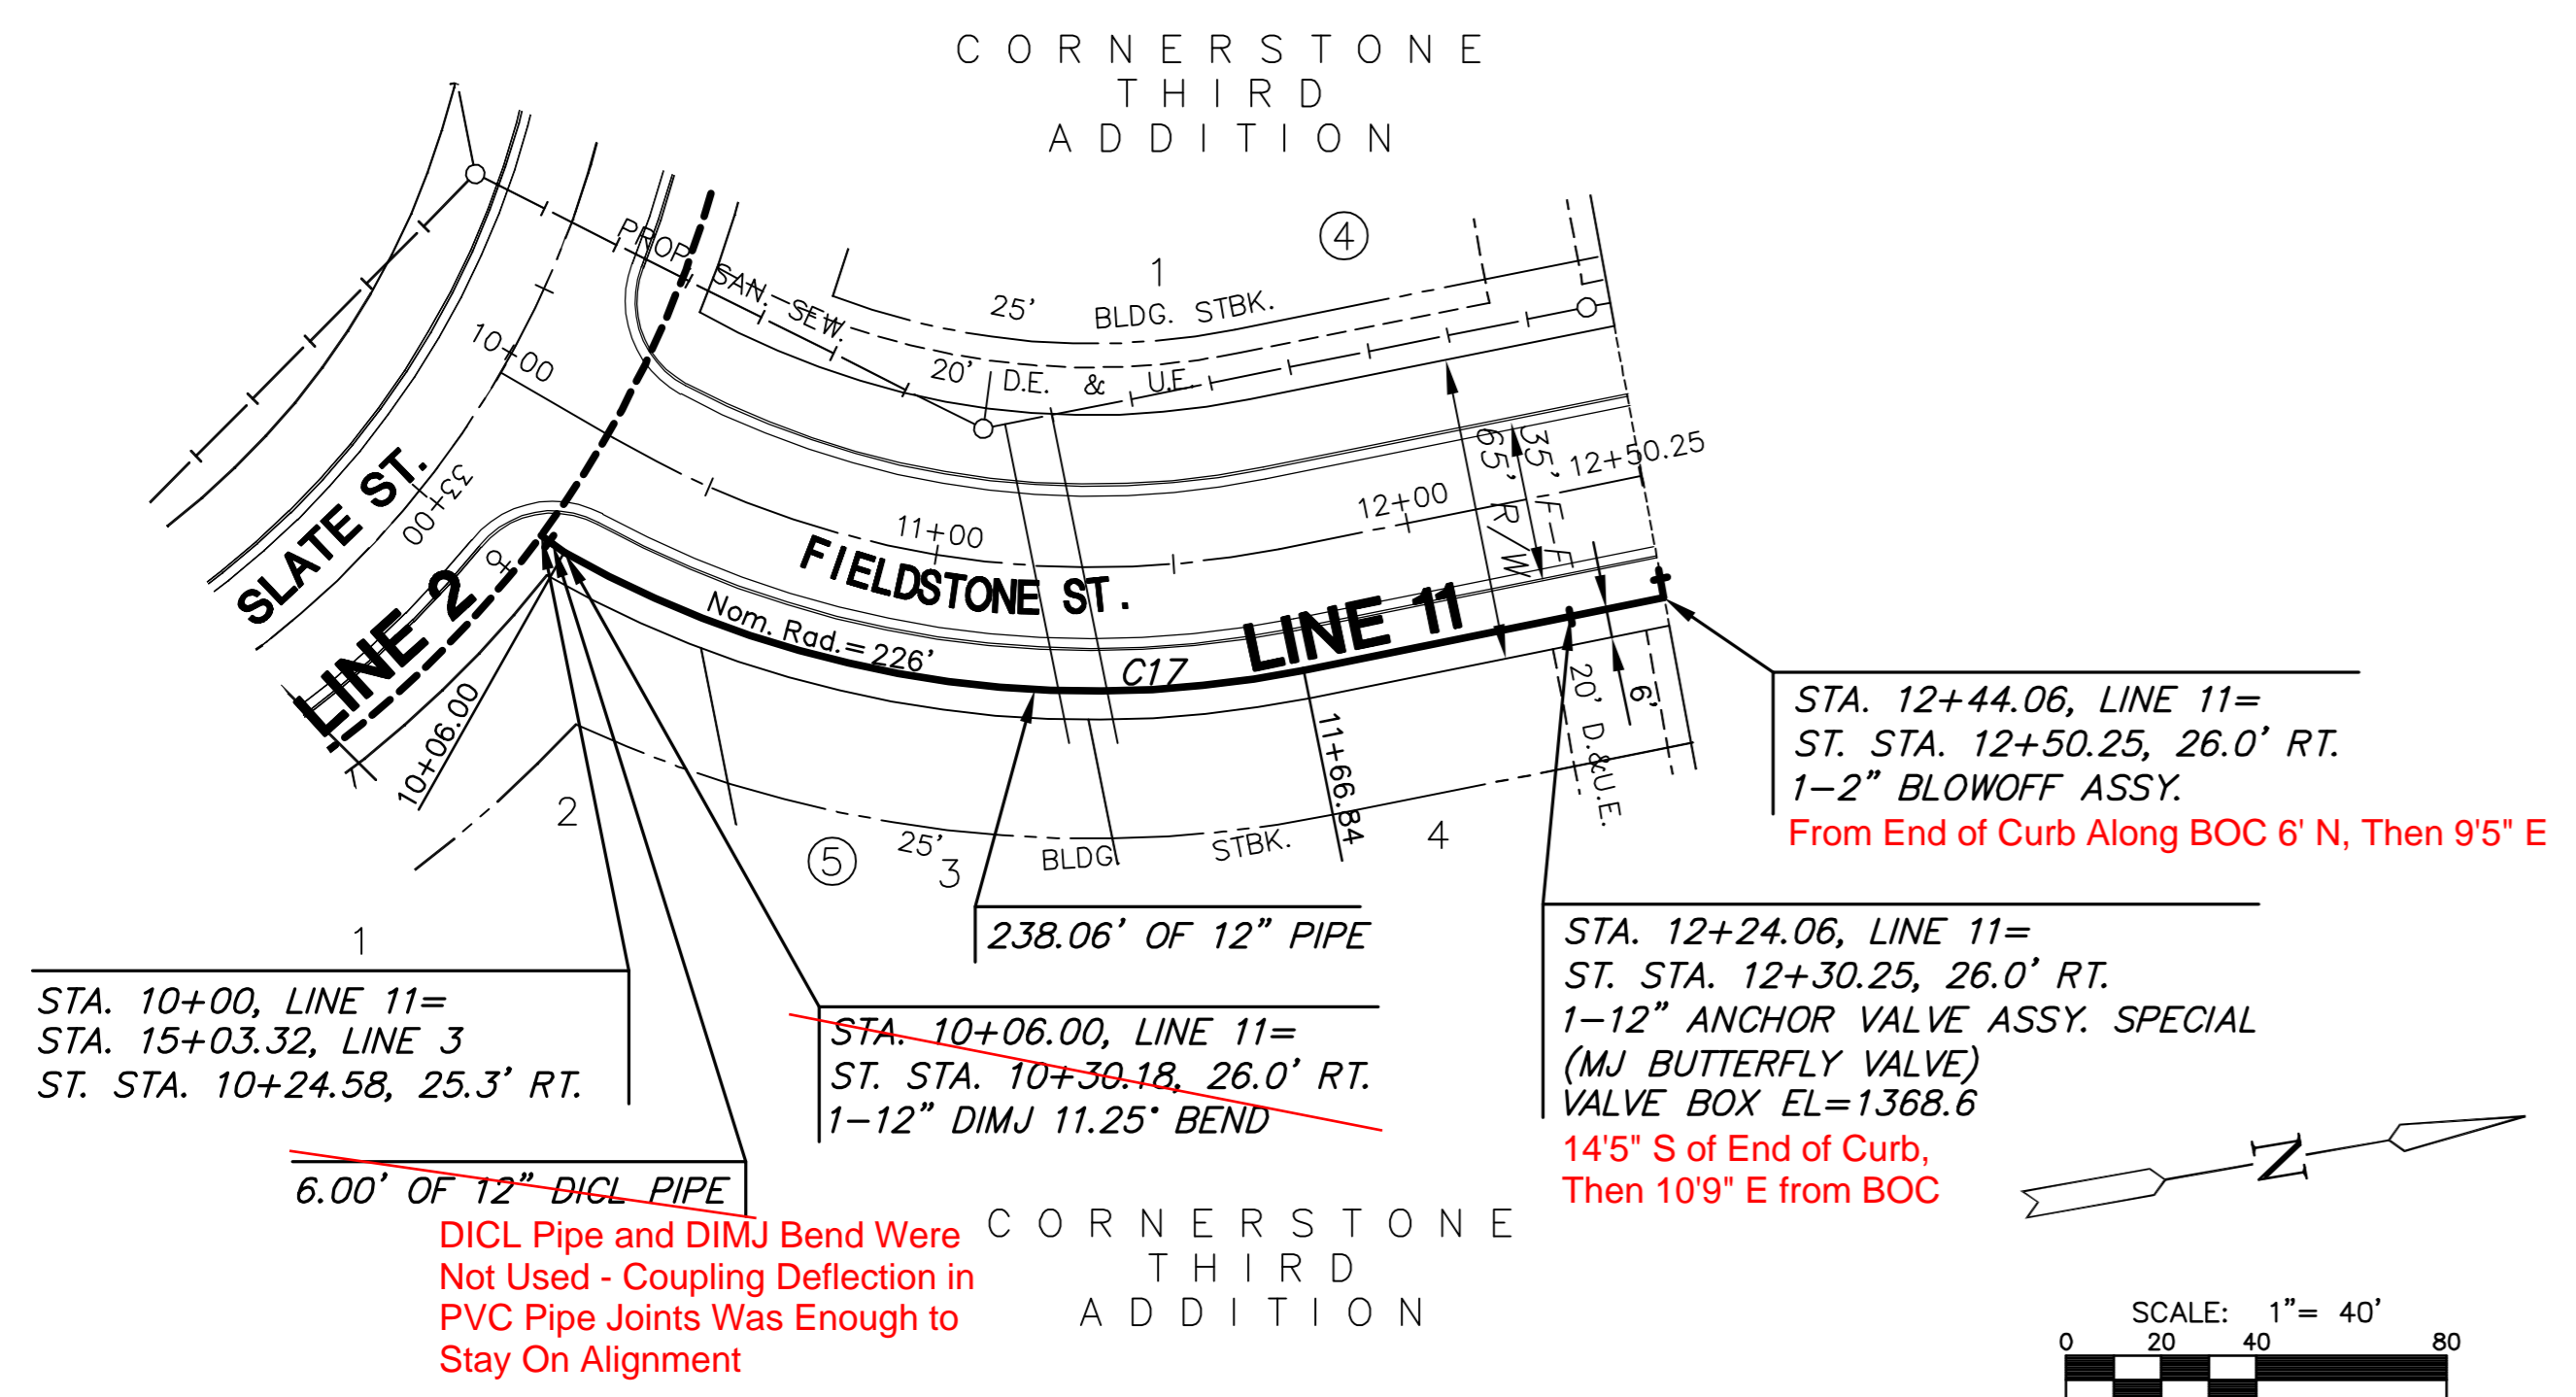 CORNERSTONE
THIRD
ADDITION
4
1
PROP. SAN. SEW.
25' BLDG. STBK.
20' D.E. & U.E.
10+00
33+00
SLATE ST.
LINE 2
11+00
FIELDSTONE ST.
12+00
12+50.25
35' F-F
65' R/W
Nom. Rad.=226'
C17
LINE 11
10+06.00
11+66.84
20' D.&U.E.
6'
2
5
25' BLDG. STBK.
3
4
1
STA. 12+44.06, LINE 11=
ST. STA. 12+50.25, 26.0' RT.
1-2" BLOWOFF ASSY.
From End of Curb Along BOC 6' N, Then 9'5" E
238.06' OF 12" PIPE
STA. 12+24.06, LINE 11=
ST. STA. 12+30.25, 26.0' RT.
1-12" ANCHOR VALVE ASSY. SPECIAL
(MJ BUTTERFLY VALVE)
VALVE BOX EL=1368.6
14'5" S of End of Curb,
Then 10'9" E from BOC
STA. 10+00, LINE 11=
STA. 15+03.32, LINE 3
ST. STA. 10+24.58, 25.3' RT.
STA. 10+06.00, LINE 11=
ST. STA. 10+30.18, 26.0' RT.
1-12" DIMJ 11.25° BEND
6.00' OF 12" DICL PIPE
DICL Pipe and DIMJ Bend Were
Not Used - Coupling Deflection in
PVC Pipe Joints Was Enough to
Stay On Alignment
CORNERSTONE
THIRD
ADDITION
N
SCALE: 1"= 40'
0 20 40 80